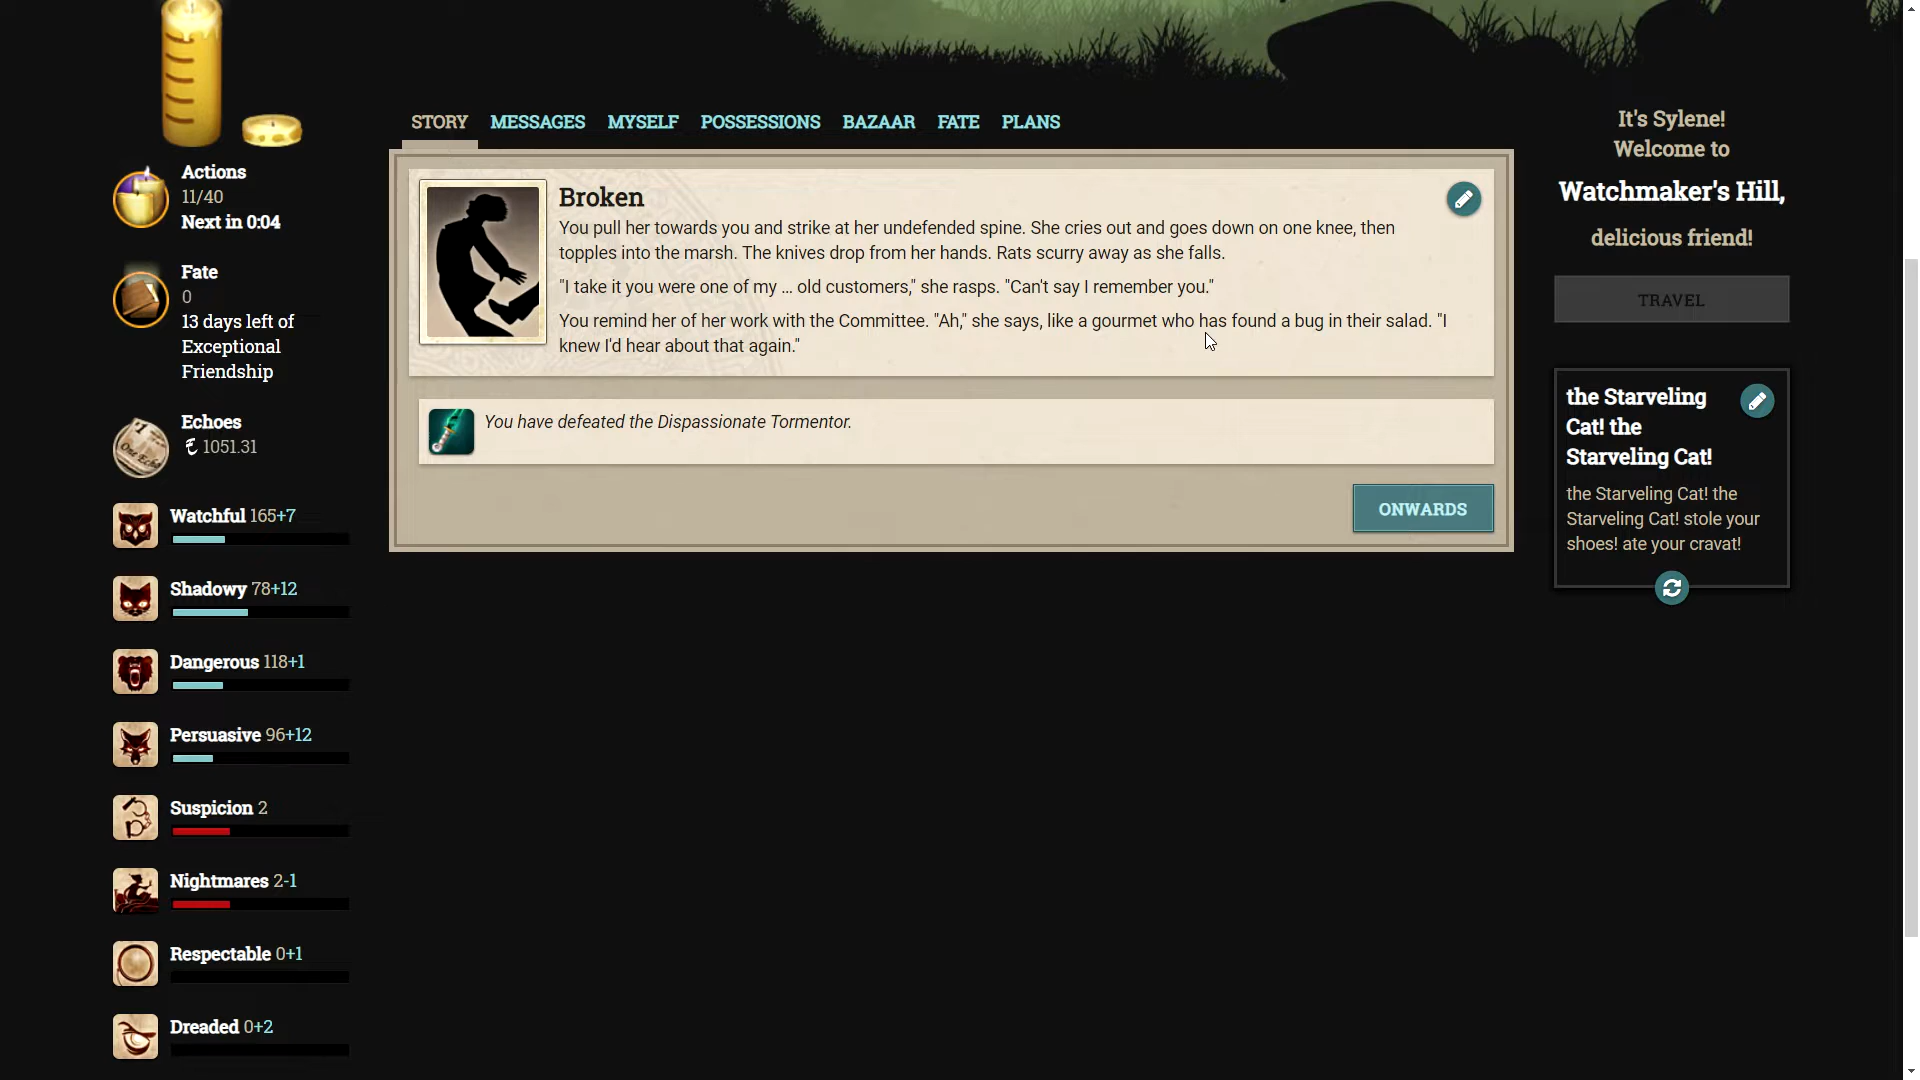 STORY MESSAGES MYSELF POSSESSIONS BAZAAR FATE PLANS
Actions
11/40
Next in 0:04
Fate
0
13 days left of
Exceptional
Friendship
Echoes
1051.31
Watchful 165+7
Shadowy 78+12
Dangerous 118+1
Persuasive 96+12
Suspicion 2
Nightmares 2-1
Respectable 0+1
Dreaded 0+2
Broken
You pull her towards you and strike at her undefended spine. She cries out and goes down on one knee, then
topples into the marsh. The knives drop from her hands. Rats scurry away as she falls.
"I take it you were one of my ... old customers," she rasps. "Can't say I remember you."
You remind her of her work with the Committee. "Ah," she says, like a gourmet who has found a bug in their salad. "I
knew I'd hear about that again."
You have defeated the Dispassionate Tormentor.
ONWARDS
It's Sylene!
Welcome to
Watchmaker's Hill,
delicious friend!
TRAVEL
the Starveling
Cat! the
Starveling Cat!
the Starveling Cat! the
Starveling Cat! stole your
shoes! ate your cravat!